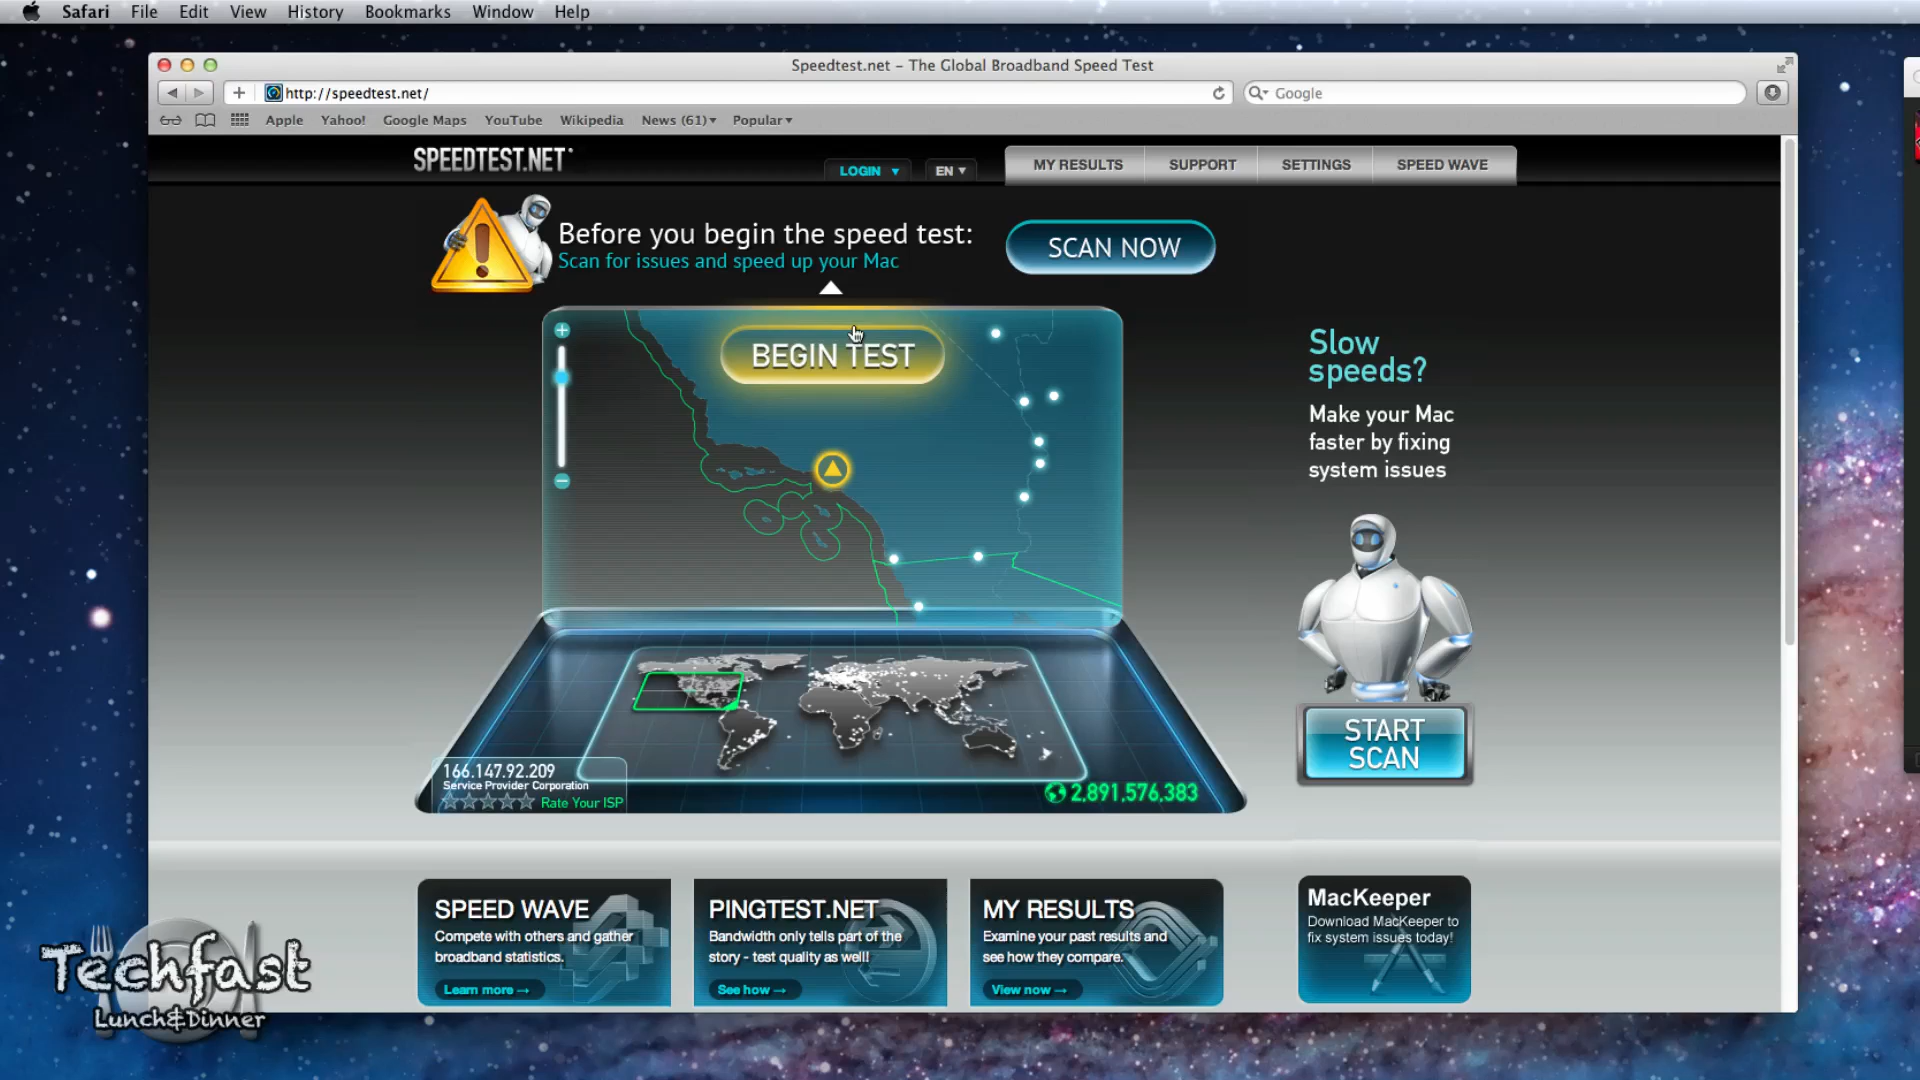 Safari File Edit View History Bookmarks Window Help
Speedtest.net – The Global Broadband Speed Test
http://speedtest.net/
Google
Apple Yahoo! Google Maps YouTube Wikipedia News (61)▾ Popular▾
SPEEDTEST.NET
LOGIN ▼ EN ▼ MY RESULTS SUPPORT SETTINGS SPEED WAVE
Before you begin the speed test:
Scan for issues and speed up your Mac
SCAN NOW
BEGIN TEST
Slow
speeds?
Make your Mac
faster by fixing
system issues
START
SCAN
166.147.92.209
Service Provider Corporation
Rate Your ISP
2,891,576,383
SPEED WAVE
Compete with others and gather
broadband statistics.
Learn more →
PINGTEST.NET
Bandwidth only tells part of the
story - test quality as well!
See how →
MY RESULTS
Examine your past results and
see how they compare.
View now →
MacKeeper
Download MacKeeper to
fix system issues today!
Techfast
Lunch&Dinner